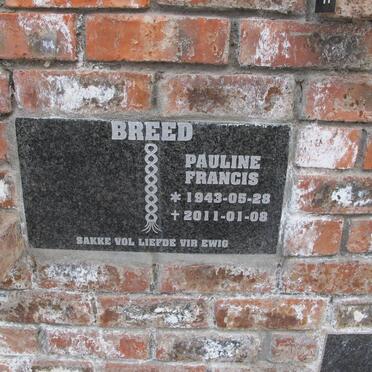 BREED
PAULINE
FRANCIS
* 1943-05-28
† 2011-01-08
SAKKE VOL LIEFDE VIR EWIG